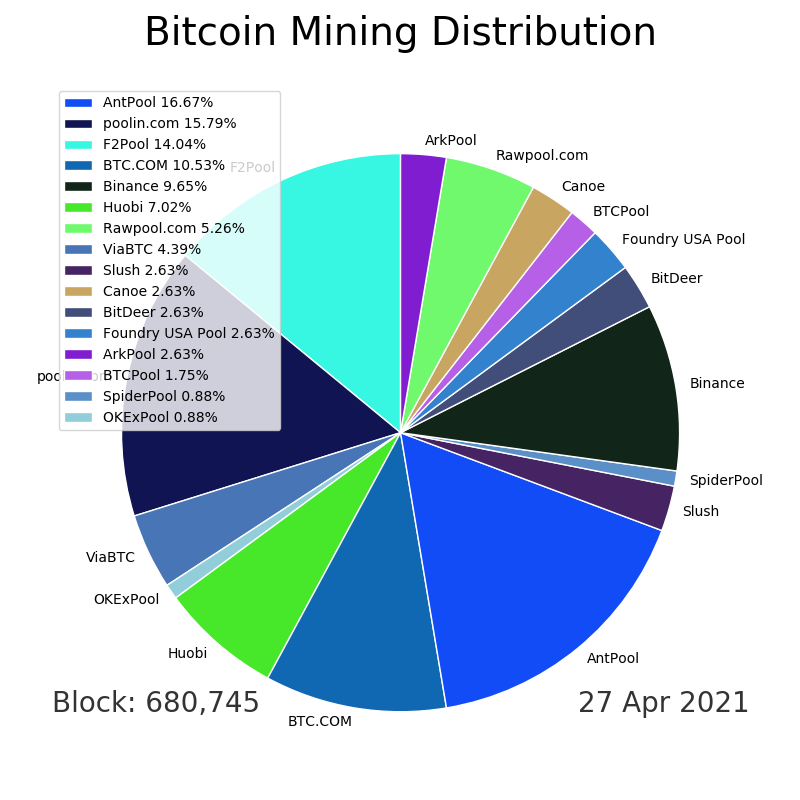 Bitcoin Mining Distribution
AntPool 16.67%
poolin.com 15.79%
F2Pool 14.04%
BTC.COM 10.53%
Binance 9.65%
Huobi 7.02%
Rawpool.com 5.26%
ViaBTC 4.39%
Slush 2.63%
Canoe 2.63%
BitDeer 2.63%
Foundry USA Pool 2.63%
ArkPool 2.63%
BTCPool 1.75%
SpiderPool 0.88%
OKExPool 0.88%
F2Pool
ArkPool
Rawpool.com
Canoe
BTCPool
Foundry USA Pool
BitDeer
Binance
SpiderPool
Slush
AntPool
BTC.COM
Huobi
OKExPool
ViaBTC
Block: 680,745
27 Apr 2021